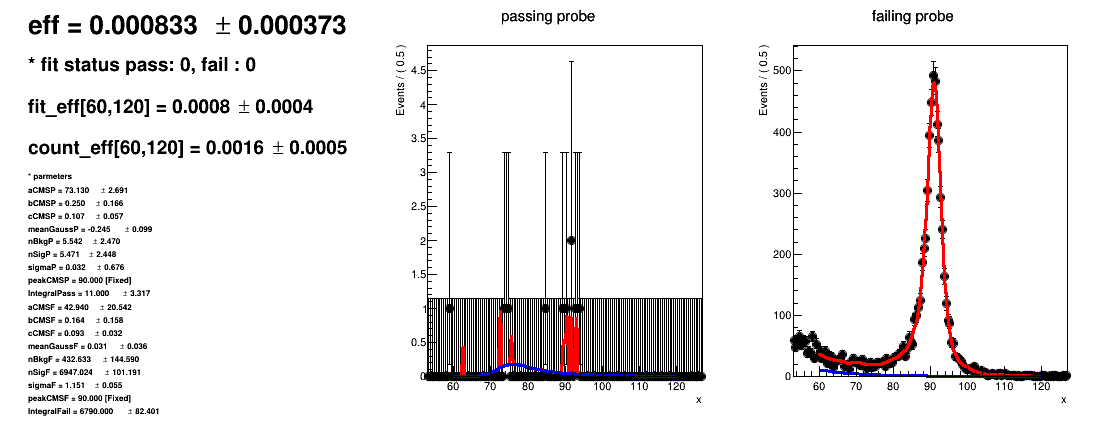 eff = 0.000833 ± 0.000373
* fit status pass: 0, fail : 0
fit_eff[60,120] = 0.0008 ± 0.0004
count_eff[60,120] = 0.0016 ± 0.0005
* parmeters
aCMSP = 73.130 ± 2.691
bCMSP = 0.250 ± 0.166
cCMSP = 0.107 ± 0.057
meanGaussP = -0.245 ± 0.099
nBkgP = 5.542 ± 2.470
nSigP = 5.471 ± 2.448
sigmaP = 0.032 ± 0.676
peakCMSP = 90.000 [Fixed]
IntegralPass = 11.000 ± 3.317
aCMSF = 42.940 ± 20.542
bCMSF = 0.164 ± 0.158
cCMSF = 0.093 ± 0.032
meanGaussF = 0.031 ± 0.036
nBkgF = 432.633 ± 144.590
nSigF = 6947.024 ± 101.191
sigmaF = 1.151 ± 0.055
peakCMSF = 90.000 [Fixed]
IntegralFail = 6790.000 ± 82.401
passing probe
Events / ( 0.5 )
4.5
4
3.5
3
2.5
2
1.5
1
0.5
0
60 70 80 90 100 110 120
x
failing probe
Events / ( 0.5 )
500
400
300
200
100
0
60 70 80 90 100 110 120
x